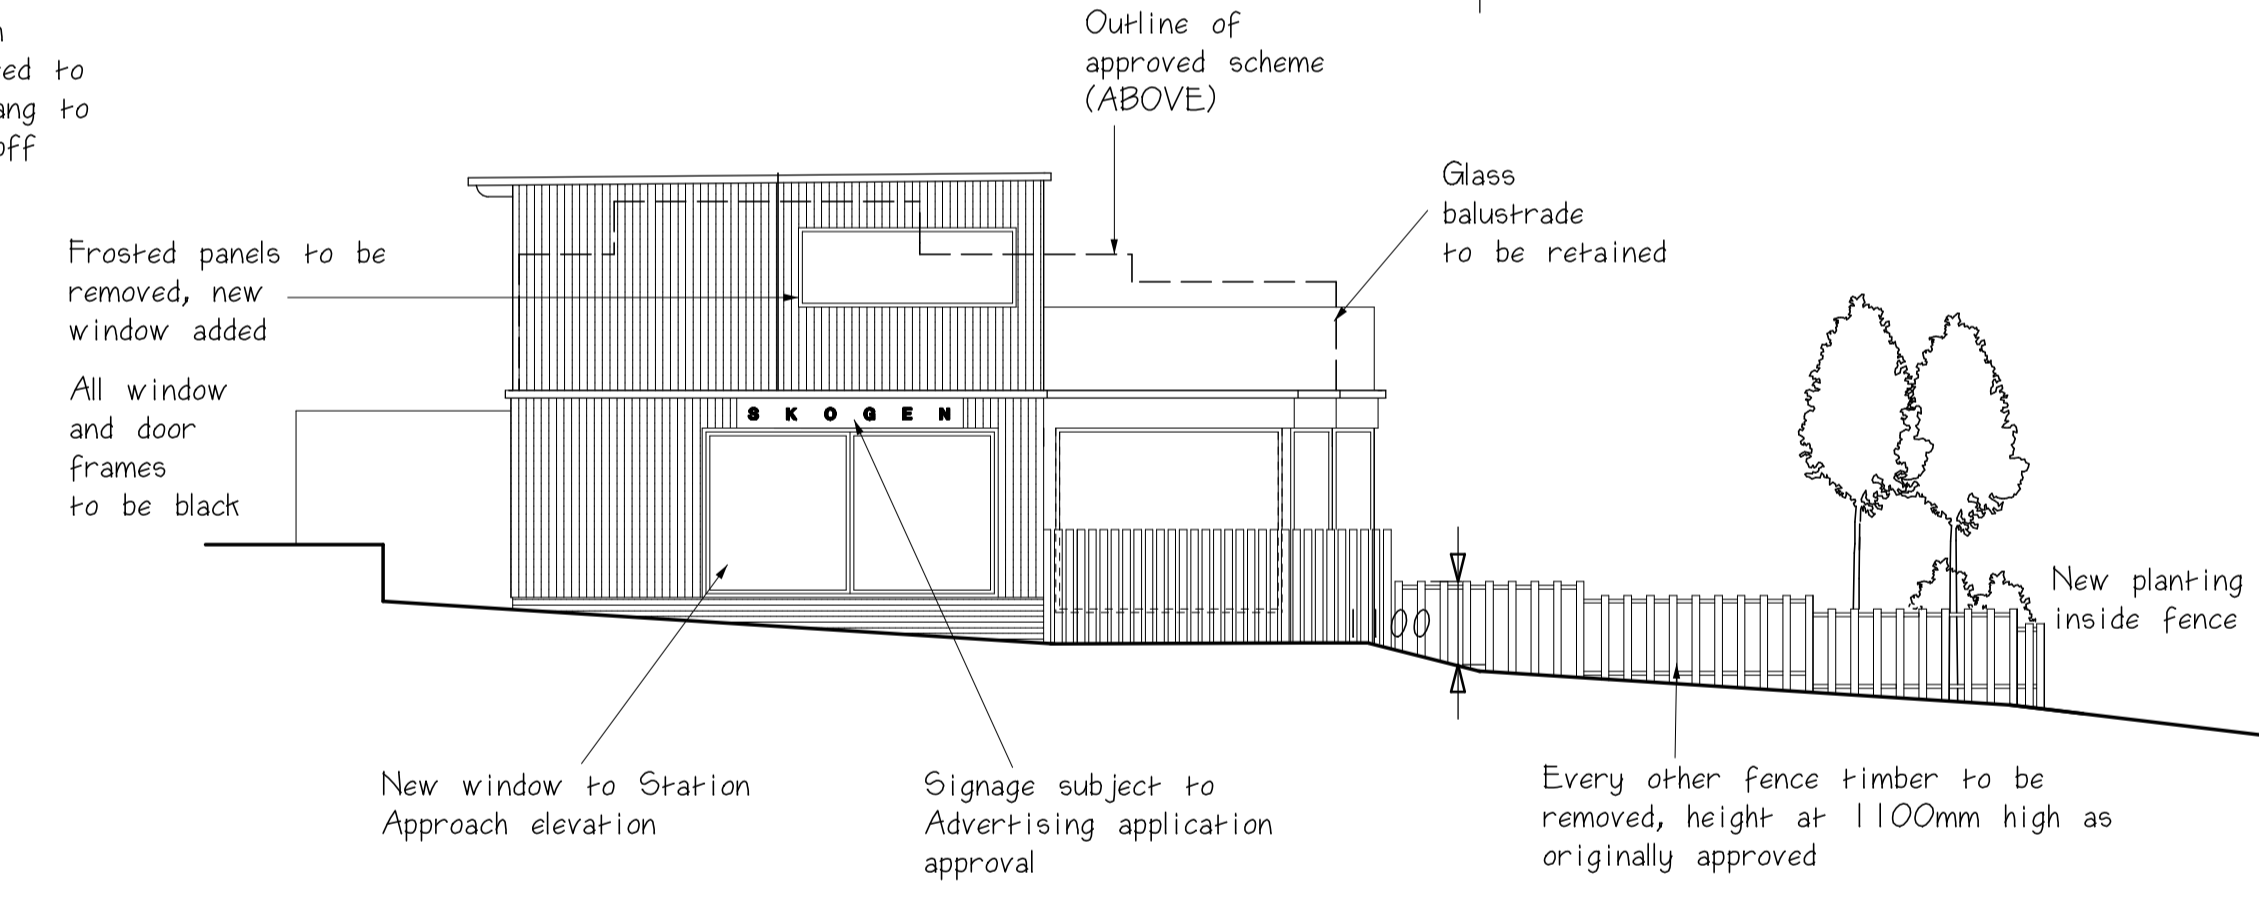 ed to
ang to
off
Outline of
approved scheme
(ABOVE)
Glass
balustrade
to be retained
Frosted panels to be
removed, new
window added
All window
and door
frames
to be black
SKOGEN
1100
New planting
inside fence
New window to Station
Approach elevation
Signage subject to
Advertising application
approval
Every other fence timber to be
removed, height at 1100mm high as
originally approved